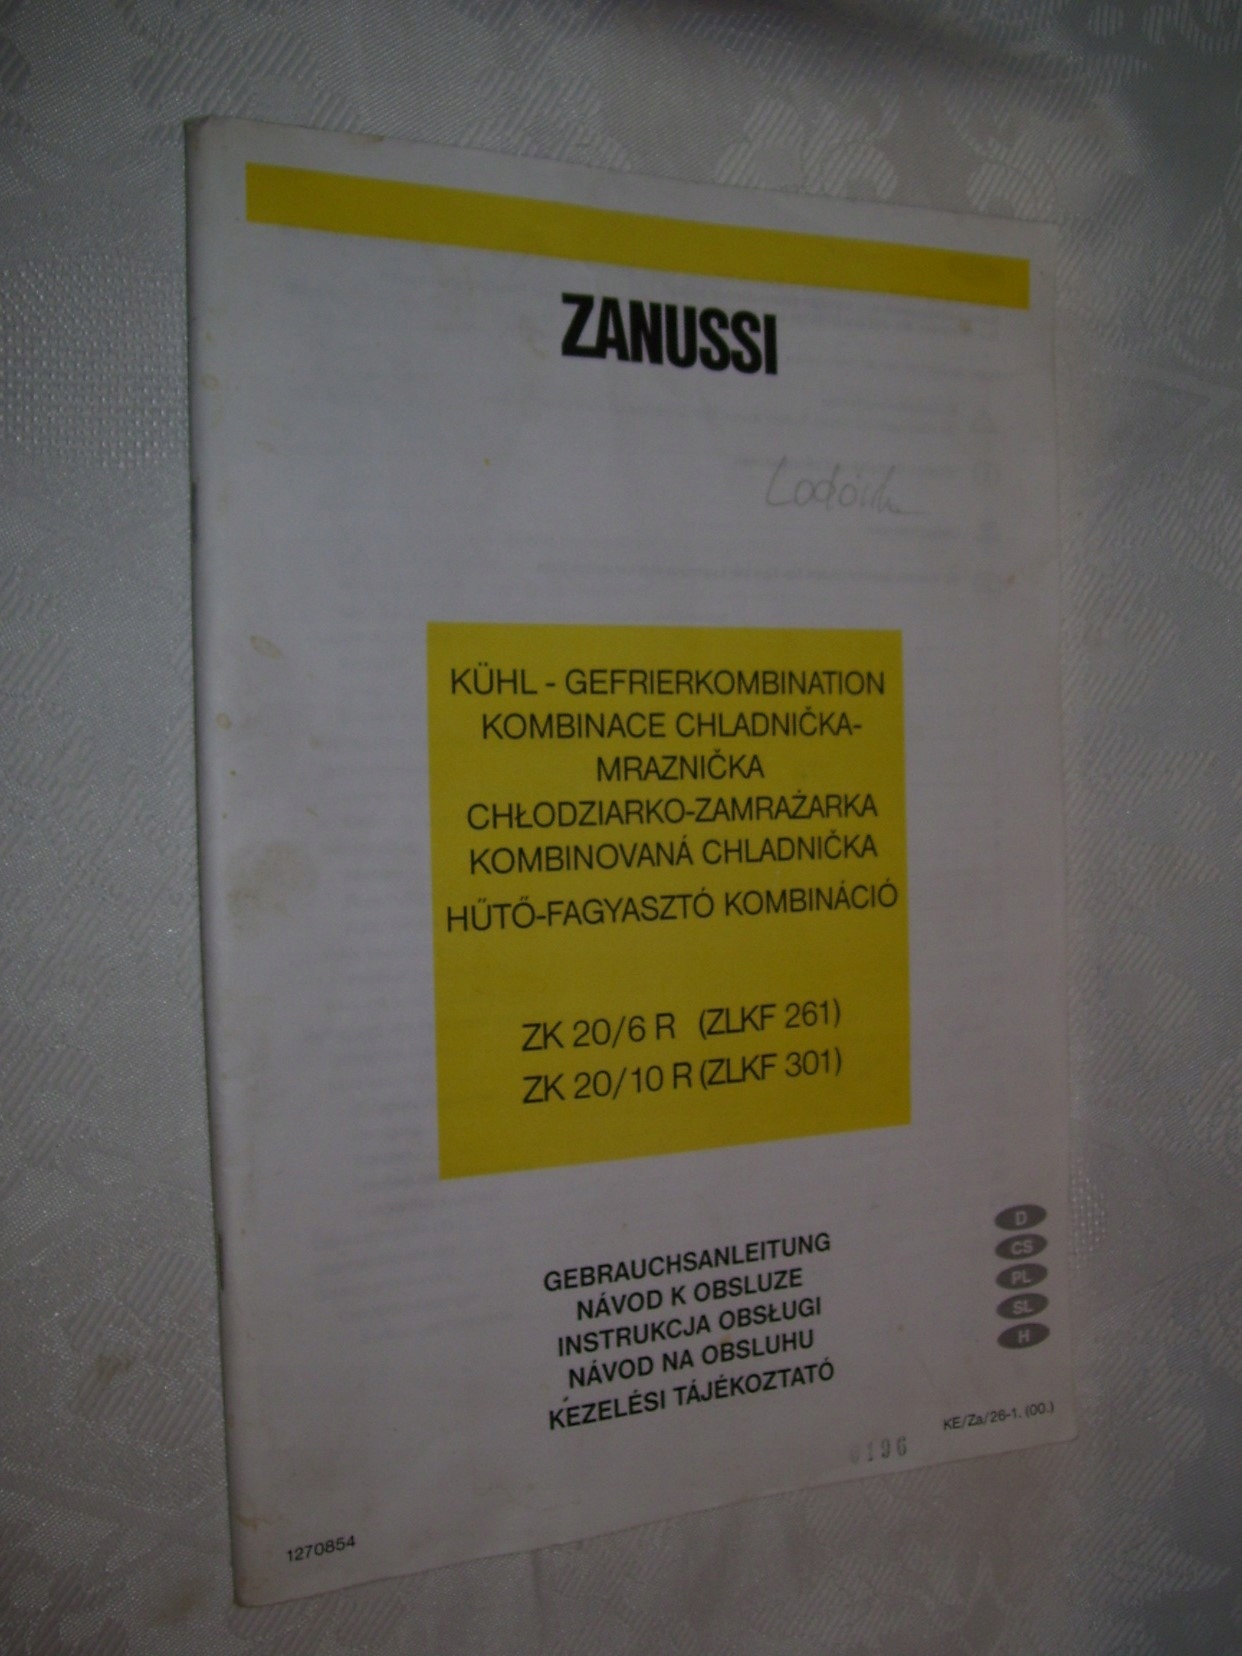 ZANUSSI
Lodówka
KÜHL - GEFRIERKOMBINATION
KOMBINACE CHLADNIČKA-
MRAZNIČKA
CHŁODZIARKO-ZAMRAŻARKA
KOMBINOVANÁ CHLADNIČKA
HŰTŐ-FAGYASZTÓ KOMBINÁCIÓ
ZK 20/6 R (ZLKF 261)
ZK 20/10 R (ZLKF 301)
GEBRAUCHSANLEITUNG
NÁVOD K OBSLUZE
INSTRUKCJA OBSŁUGI
NÁVOD NA OBSLUHU
KEZELÉSI TÁJÉKOZTATÓ
D
CS
PL
SL
H
KE/Za/26-1. (00.)
0196
1270854